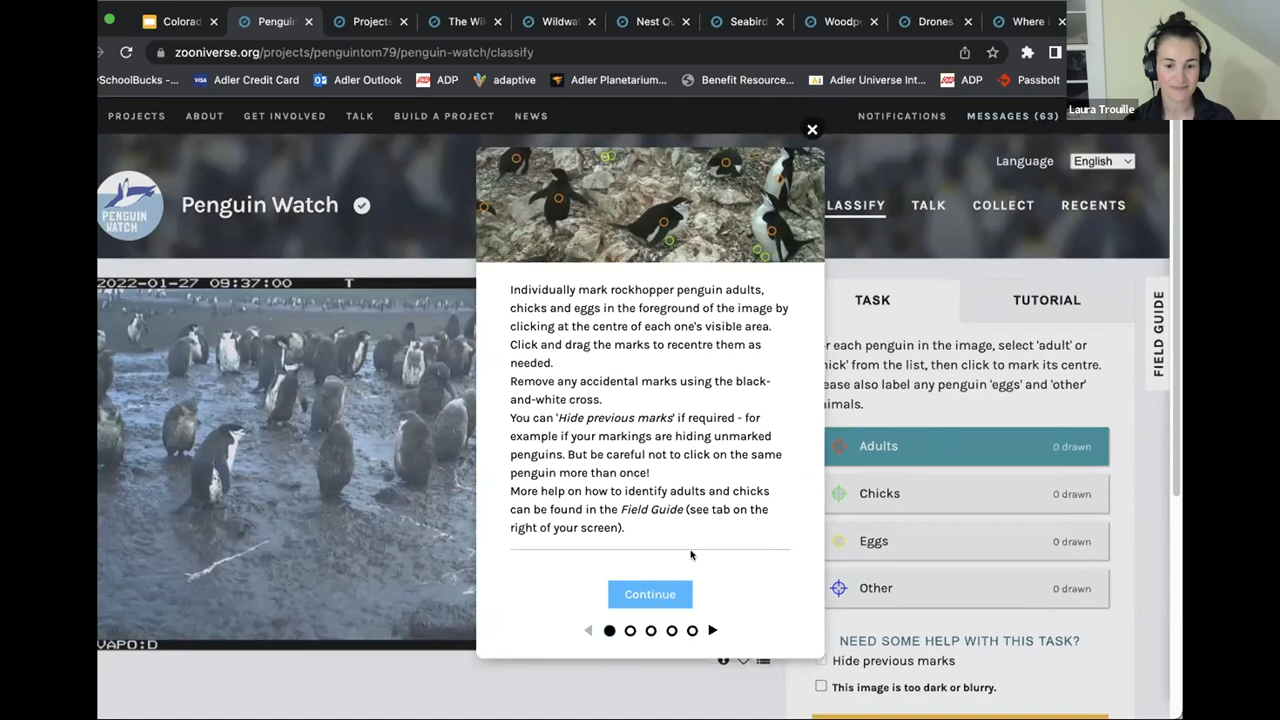 Colorad
Penguin
Projects
The Wil
Wildwat
Nest Qu
Seabird
Woodpe
Drones
Where I
zooniverse.org/projects/penguintom79/penguin-watch/classify
ySchoolBucks -...
VISA
Adler Credit Card
Adler Outlook
ADP
adaptive
Adler Planetarium...
Benefit Resource...
Adler Universe Int...
ADP
Passbolt
Laura Trouille
PROJECTS
ABOUT
GET INVOLVED
TALK
BUILD A PROJECT
NEWS
NOTIFICATIONS
MESSAGES (63)
Language
English
PENGUIN
WATCH
Penguin Watch
LASSIFY
TALK
COLLECT
RECENTS
2022-01-27 09:37:00 T
VAPO:D
Individually mark rockhopper penguin adults,
chicks and eggs in the foreground of the image by
clicking at the centre of each one's visible area.
Click and drag the marks to recentre them as
needed.
Remove any accidental marks using the black-
and-white cross.
You can 'Hide previous marks' if required - for
example if your markings are hiding unmarked
penguins. But be careful not to click on the same
penguin more than once!
More help on how to identify adults and chicks
can be found in the Field Guide (see tab on the
right of your screen).
Continue
TASK
TUTORIAL
FIELD GUIDE
r each penguin in the image, select 'adult' or
hick' from the list, then click to mark its centre.
ease also label any penguin 'eggs' and 'other'
nimals.
Adults
0 drawn
Chicks
0 drawn
Eggs
0 drawn
Other
0 drawn
NEED SOME HELP WITH THIS TASK?
Hide previous marks
This image is too dark or blurry.